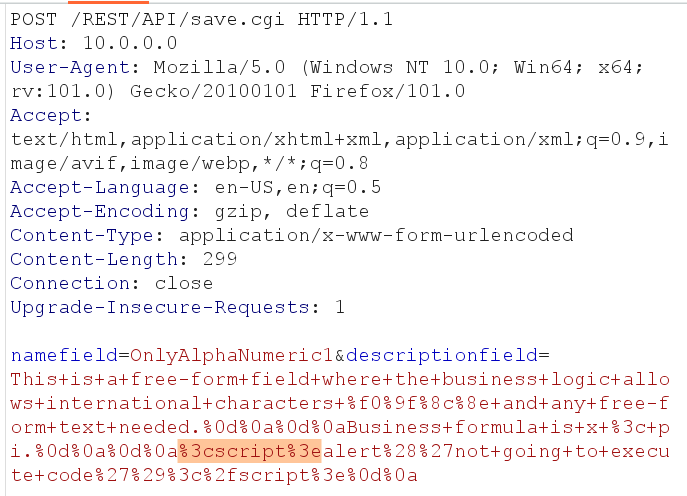 POST /REST/API/save.cgi HTTP/1.1
Host: 10.0.0.0
User-Agent: Mozilla/5.0 (Windows NT 10.0; Win64; x64;
rv:101.0) Gecko/20100101 Firefox/101.0
Accept:
text/html,application/xhtml+xml,application/xml;q=0.9,i
mage/avif,image/webp,*/*;q=0.8
Accept-Language: en-US,en;q=0.5
Accept-Encoding: gzip, deflate
Content-Type: application/x-www-form-urlencoded
Content-Length: 299
Connection: close
Upgrade-Insecure-Requests: 1

namefield=OnlyAlphaNumeric1&descriptionfield=
This+is+a+free-form+field+where+the+business+logic+allo
ws+international+characters+%f0%9f%8c%8e+and+any+free-f
orm+text+needed.%0d%0a%0d%0aBusiness+formula+is+x+%3c+p
i.%0d%0a%0d%0a%3cscript%3ealert%28%27not+going+to+execu
te+code%27%29%3c%2fscript%3e%0d%0a